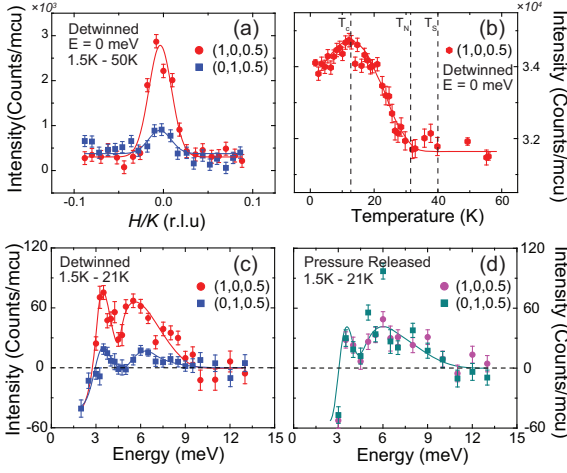 ×10³
Detwinned
E = 0 meV
1.5K - 50K
(a)
(1,0,0.5)
(0,1,0.5)
3
2
1
0
-0.1
0.0
0.1
H/K (r.l.u)
Intensity(Counts/mcu)
×10⁴
T_c
T_N
T_S
(b)
(1,0,0.5)
Detwinned
E = 0 meV
3.4
3.2
0
20
40
60
Temperature (K)
Intensity (Counts/mcu)
Detwinned
1.5K - 21K
(c)
(1,0,0.5)
(0,1,0.5)
120
60
0
-60
0
3
6
9
12
15
Energy (meV)
Intensity (Counts/mcu)
Pressure Released
1.5K - 21K
(d)
(1,0,0.5)
(0,1,0.5)
120
60
0
-60
0
3
6
9
12
15
Energy (meV)
Intensity (Counts/mcu)